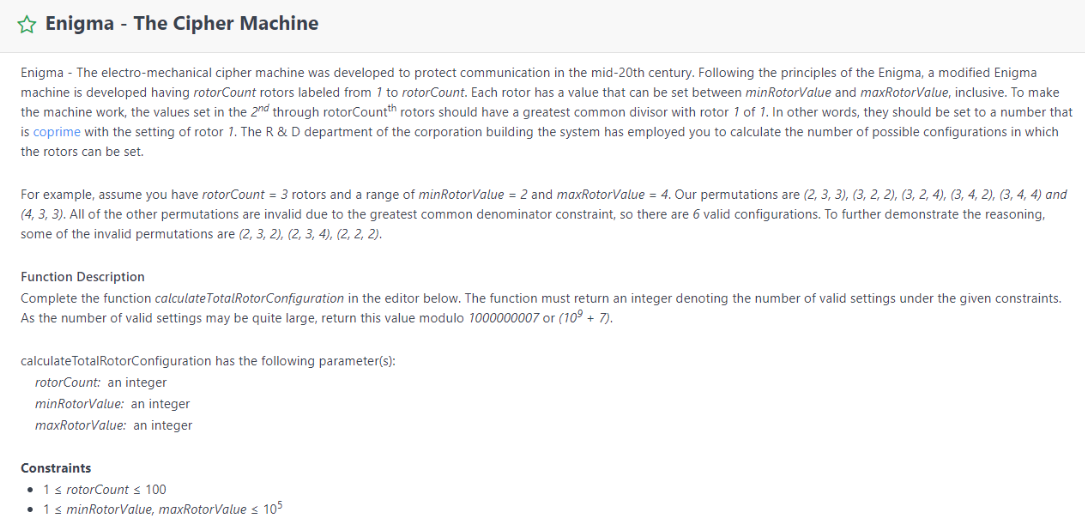 Enigma - The Cipher Machine
Enigma - The electro-mechanical cipher machine was developed to protect communication in the mid-20th century. Following the principles of the Enigma, a modified Enigma
machine is developed having rotorCount rotors labeled from 1 to rotorCount. Each rotor has a value that can be set between minRotorValue and maxRotorValue, inclusive. To make
the machine work, the values set in the 2nd through rotorCountth rotors should have a greatest common divisor with rotor 1 of 1. In other words, they should be set to a number that
is coprime with the setting of rotor 1. The R & D department of the corporation building the system has employed you to calculate the number of possible configurations in which
the rotors can be set.
For example, assume you have rotorCount = 3 rotors and a range of minRotorValue = 2 and maxRotorValue = 4. Our permutations are (2, 3, 3), (3, 2, 2), (3, 2, 4), (3, 4, 2), (3, 4, 4) and
(4, 3, 3). All of the other permutations are invalid due to the greatest common denominator constraint, so there are 6 valid configurations. To further demonstrate the reasoning,
some of the invalid permutations are (2, 3, 2), (2, 3, 4), (2, 2, 2).
Function Description
Complete the function calculateTotalRotorConfiguration in the editor below. The function must return an integer denoting the number of valid settings under the given constraints.
As the number of valid settings may be quite large, return this value modulo 1000000007 or (10⁹ + 7).
calculateTotalRotorConfiguration has the following parameter(s):
rotorCount: an integer
minRotorValue: an integer
maxRotorValue: an integer
Constraints
• 1 ≤ rotorCount ≤ 100
• 1 ≤ minRotorValue, maxRotorValue ≤ 10⁵